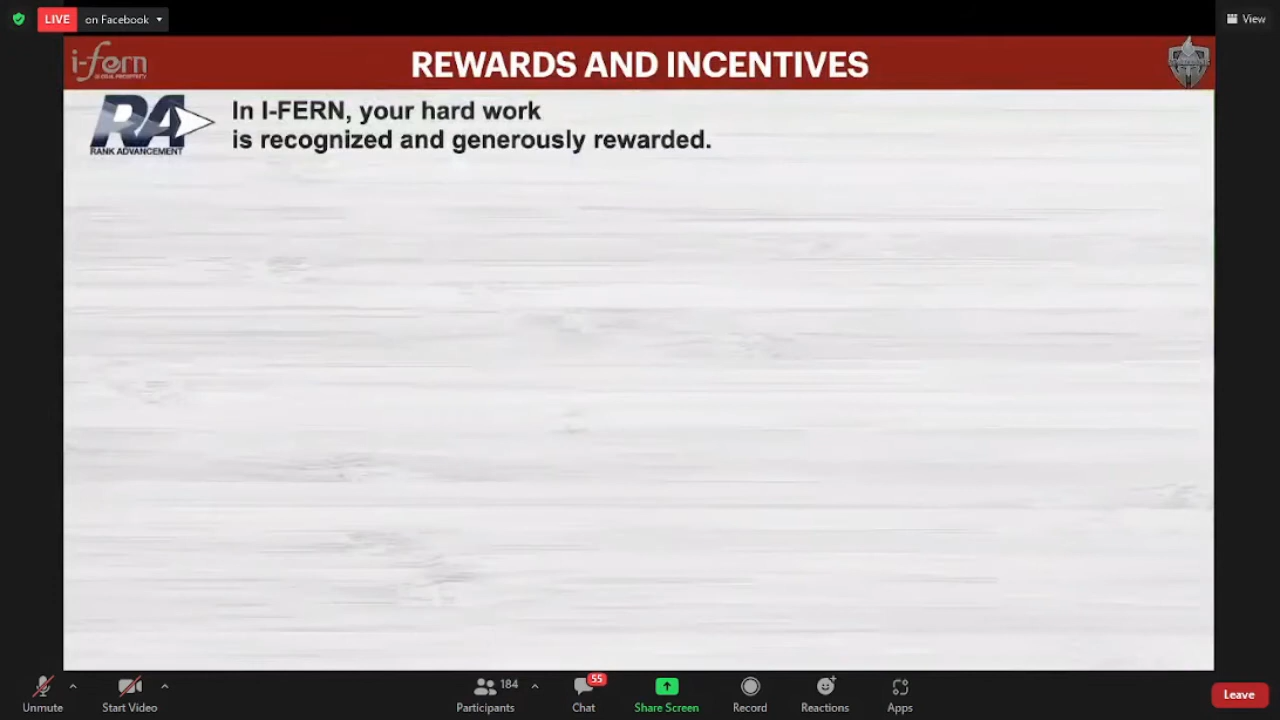 LIVE on Facebook
View
i-fern
REWARDS AND INCENTIVES
RA
RANK ADVANCEMENT
In I-FERN, your hard work
is recognized and generously rewarded.
184
55
Unmute
Start Video
Participants
Chat
Share Screen
Record
Reactions
Apps
Leave